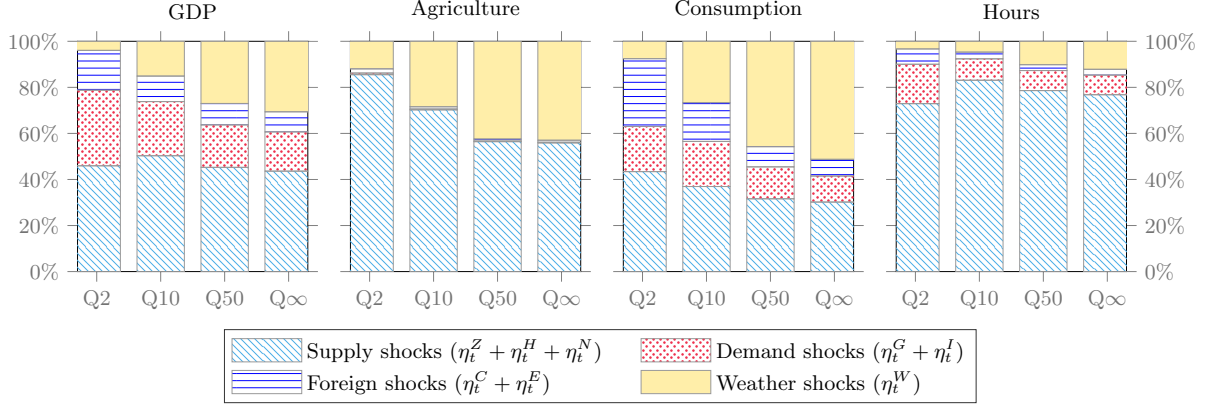 GDP Agriculture Consumption Hours
100% 100%
80% 80%
60% 60%
40% 40%
20% 20%
0% 0%
Q2 Q10 Q50 Q∞ Q2 Q10 Q50 Q∞ Q2 Q10 Q50 Q∞ Q2 Q10 Q50 Q∞
Supply shocks (η_t^Z + η_t^H + η_t^N) Demand shocks (η_t^G + η_t^I)
Foreign shocks (η_t^C + η_t^E) Weather shocks (η_t^W)